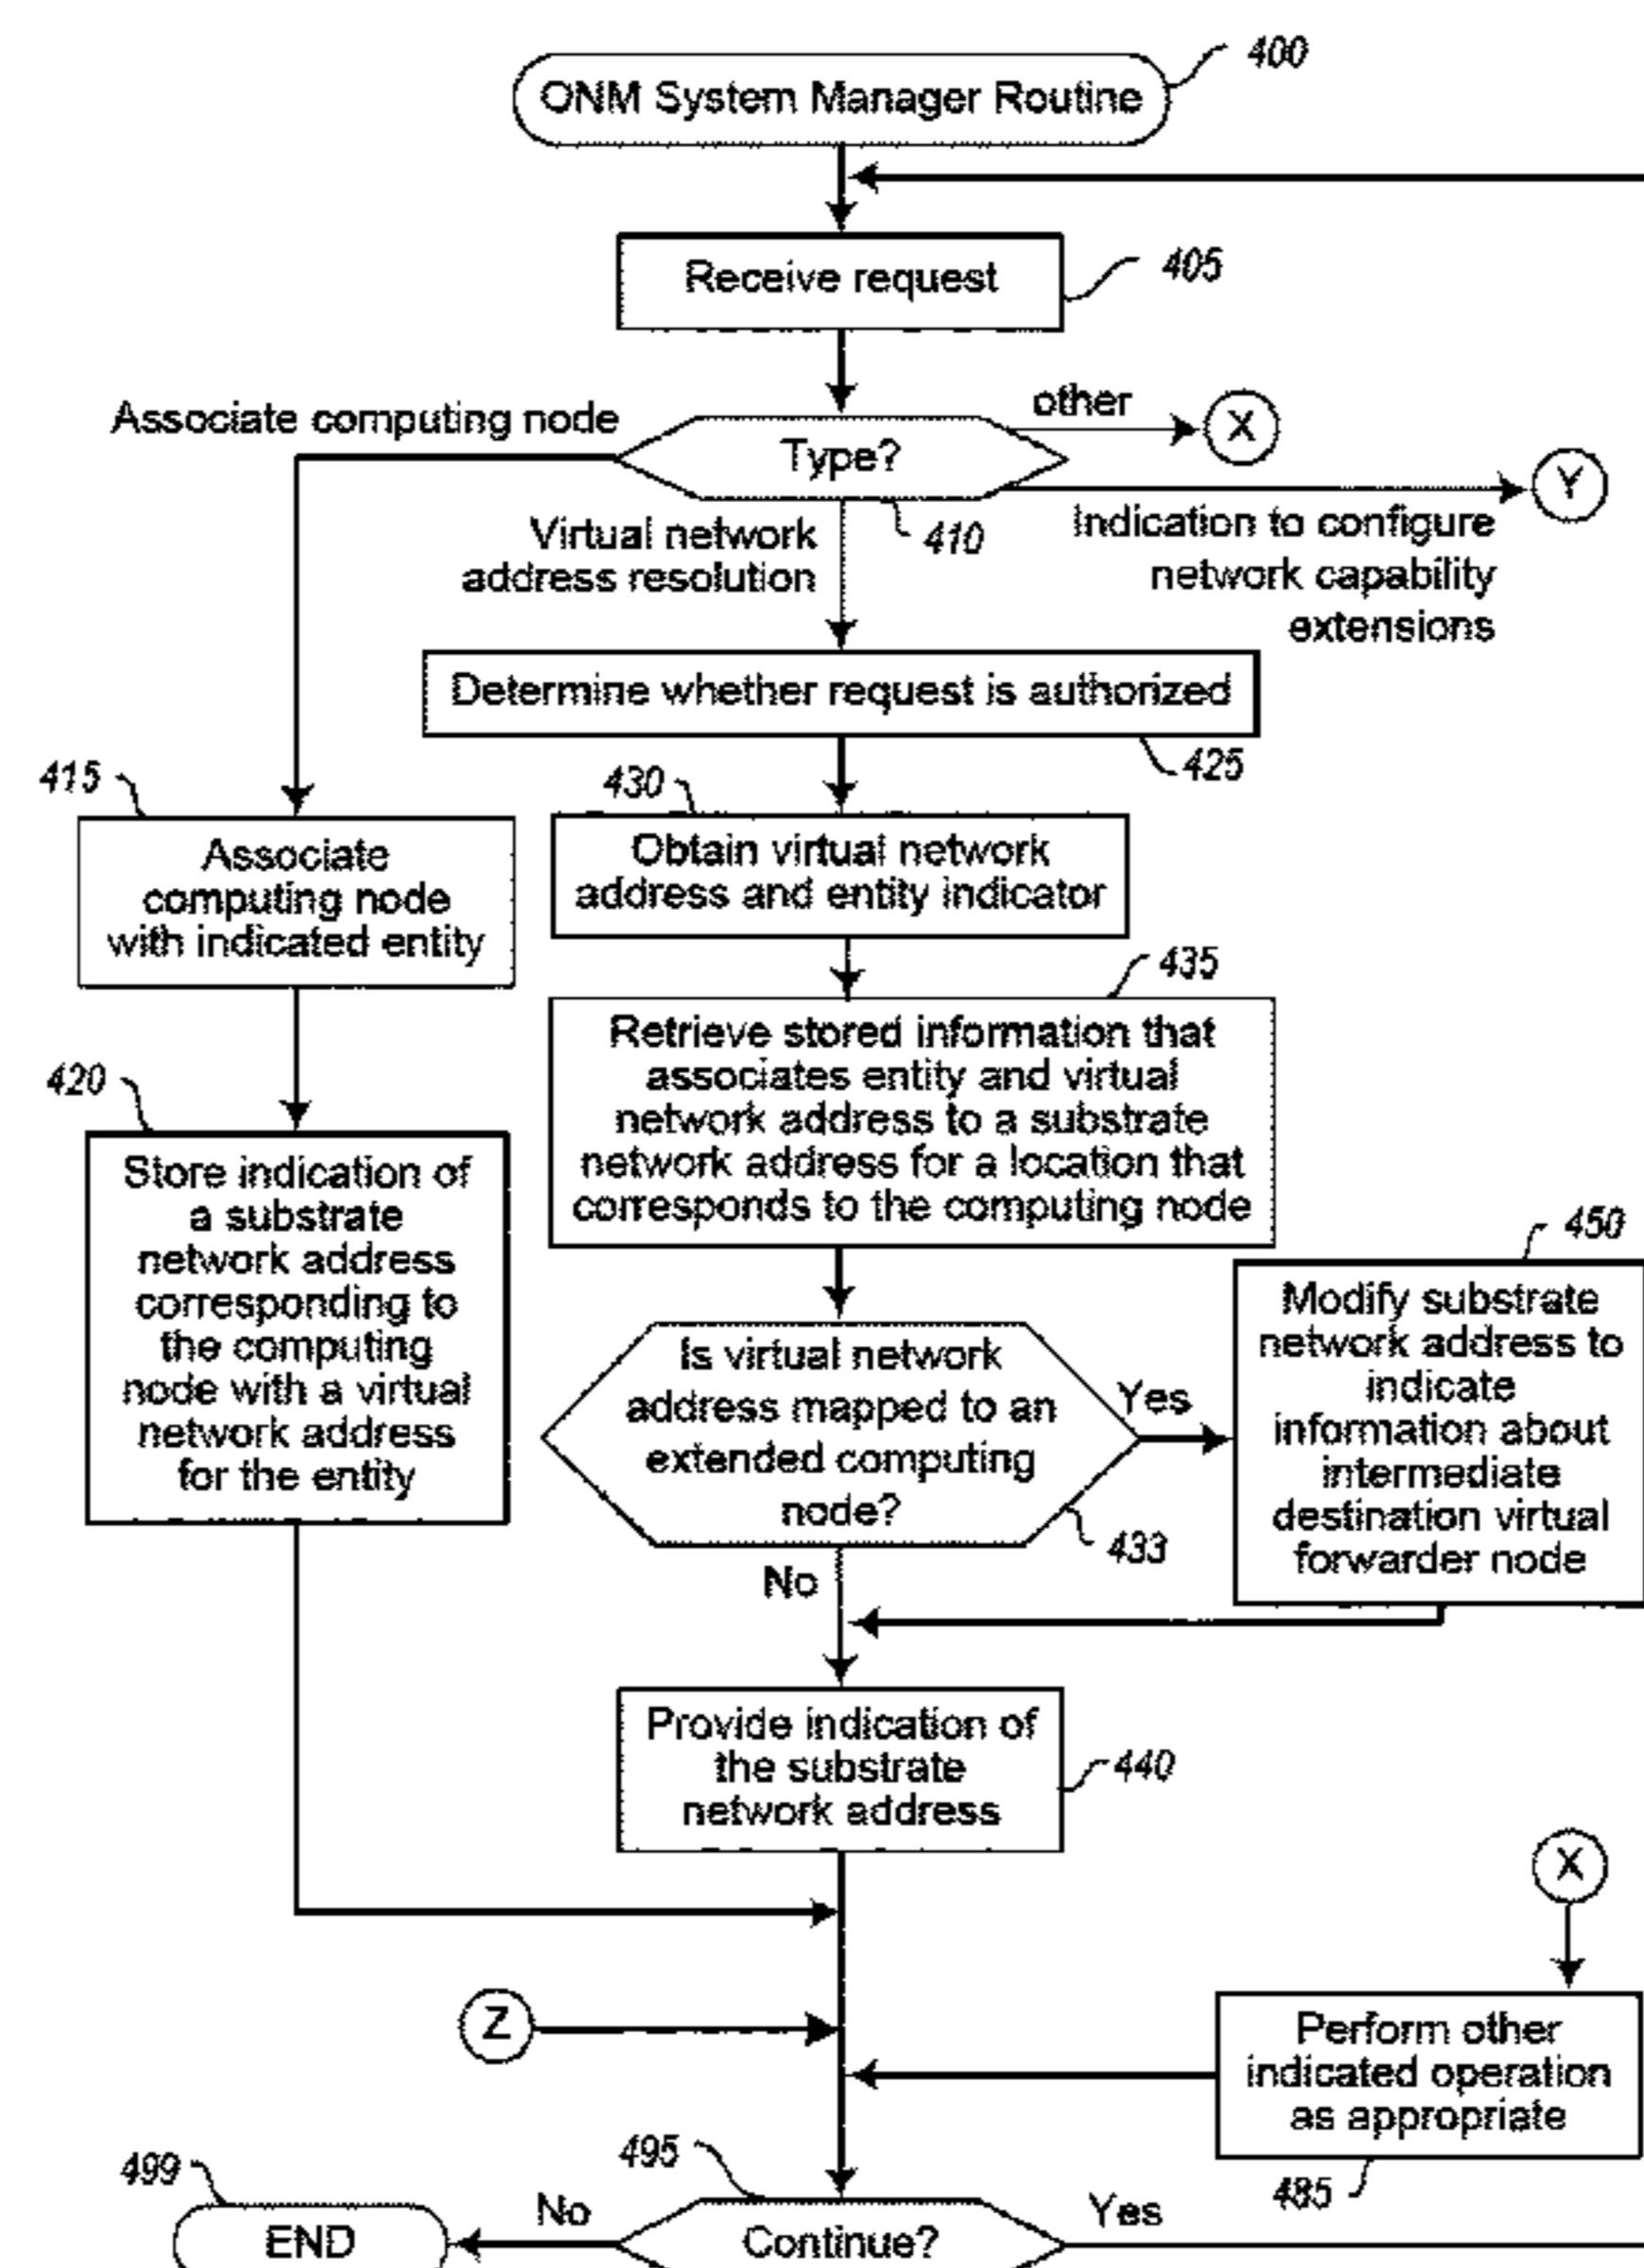 400
ONM System Manager Routine
Receive request
405
Associate computing node
other
X
Type?
Y
410
Virtual network
address resolution
Indication to configure
network capability
extensions
Determine whether request is authorized
425
415
430
Associate
computing node
with indicated entity
Obtain virtual network
address and entity indicator
435
Retrieve stored information that
associates entity and virtual
network address to a substrate
network address for a location that
corresponds to the computing node
420
Store indication of
a substrate
network address
corresponding to
the computing
node with a virtual
network address
for the entity
450
Is virtual network
address mapped to an
extended computing
node?
Yes
433
No
Modify substrate
network address to
indicate
information about
intermediate
destination virtual
forwarder node
Provide indication of
the substrate
network address
440
X
Z
Perform other
indicated operation
as appropriate
485
495
499
No
Yes
Continue?
END